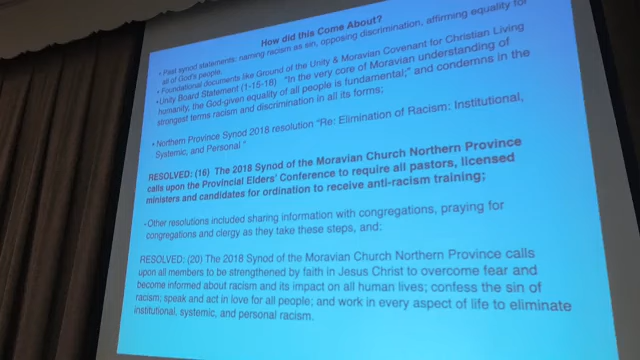 How did this Come About?
• Past synod statements: naming racism as sin, opposing discrimination, affirming equality for
all of God's people.
• Foundational documents like Ground of the Unity & Moravian Covenant for Christian Living
•Unity Board Statement (1-15-18) "In the very core of Moravian understanding of
humanity, the God-given equality of all people is fundamental;" and condemns in the
strongest terms racism and discrimination in all its forms;
• Northern Province Synod 2018 resolution "Re: Elimination of Racism: Institutional,
Systemic, and Personal "
RESOLVED: (16) The 2018 Synod of the Moravian Church Northern Province
calls upon the Provincial Elders' Conference to require all pastors, licensed
ministers and candidates for ordination to receive anti-racism training;
•Other resolutions included sharing information with congregations, praying for
congregations and clergy as they take these steps, and:
RESOLVED: (20) The 2018 Synod of the Moravian Church Northern Province calls
upon all members to be strengthened by faith in Jesus Christ to overcome fear and
become informed about racism and its impact on all human lives; confess the sin of
racism; speak and act in love for all people; and work in every aspect of life to eliminate
institutional, systemic, and personal racism.